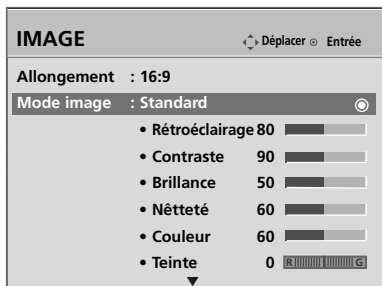 IMAGE Déplacer Entrée
Allongement : 16:9
Mode image : Standard
• Rétroéclairage 80
• Contraste 90
• Brillance 50
• Nêtteté 60
• Couleur 60
• Teinte 0 R G